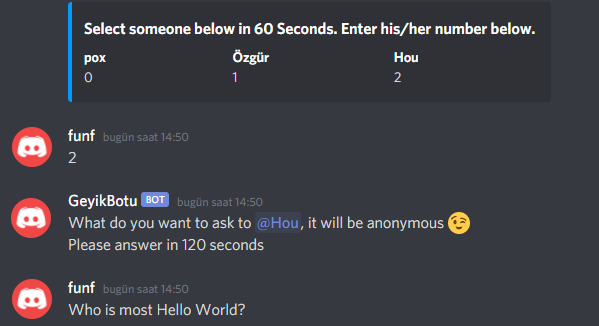 Select someone below in 60 Seconds. Enter his/her number below.
pox Özgür Hou
0 1 2
funf bugün saat 14:50
2
GeyikBotu BOT bugün saat 14:50
What do you want to ask to @Hou, it will be anonymous 😉
Please answer in 120 seconds
funf bugün saat 14:50
Who is most Hello World?